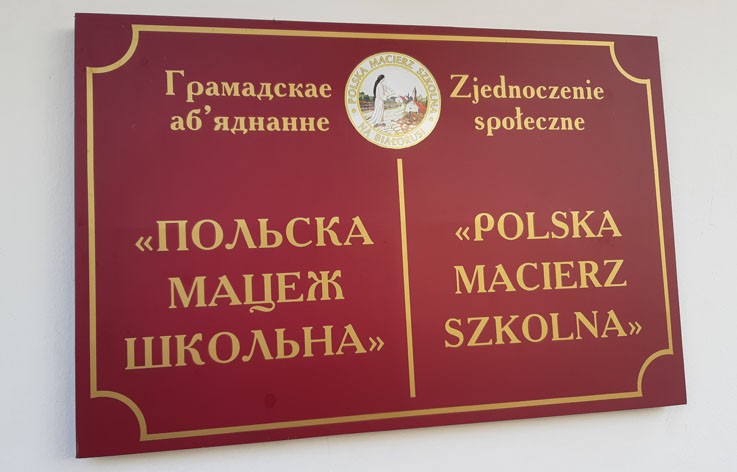 Грамадскае
аб’яднанне
«ПОЛЬСКА
МАЦЕЖ
ШКОЛЬНА»
POLSKA MACIERZ SZKOLNA
NA BIAŁORUSI
Zjednoczenie
społeczne
«POLSKA
MACIERZ
SZKOLNA»